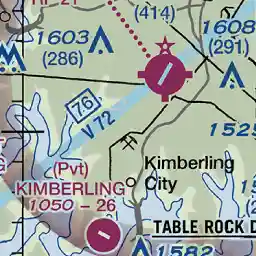 (414)
1603
(286)
1608
(291)
76
V 72
1525
(Pvt)
KIMBERLING
1050 - 26
Kimberling
City
TABLE ROCK D
1582